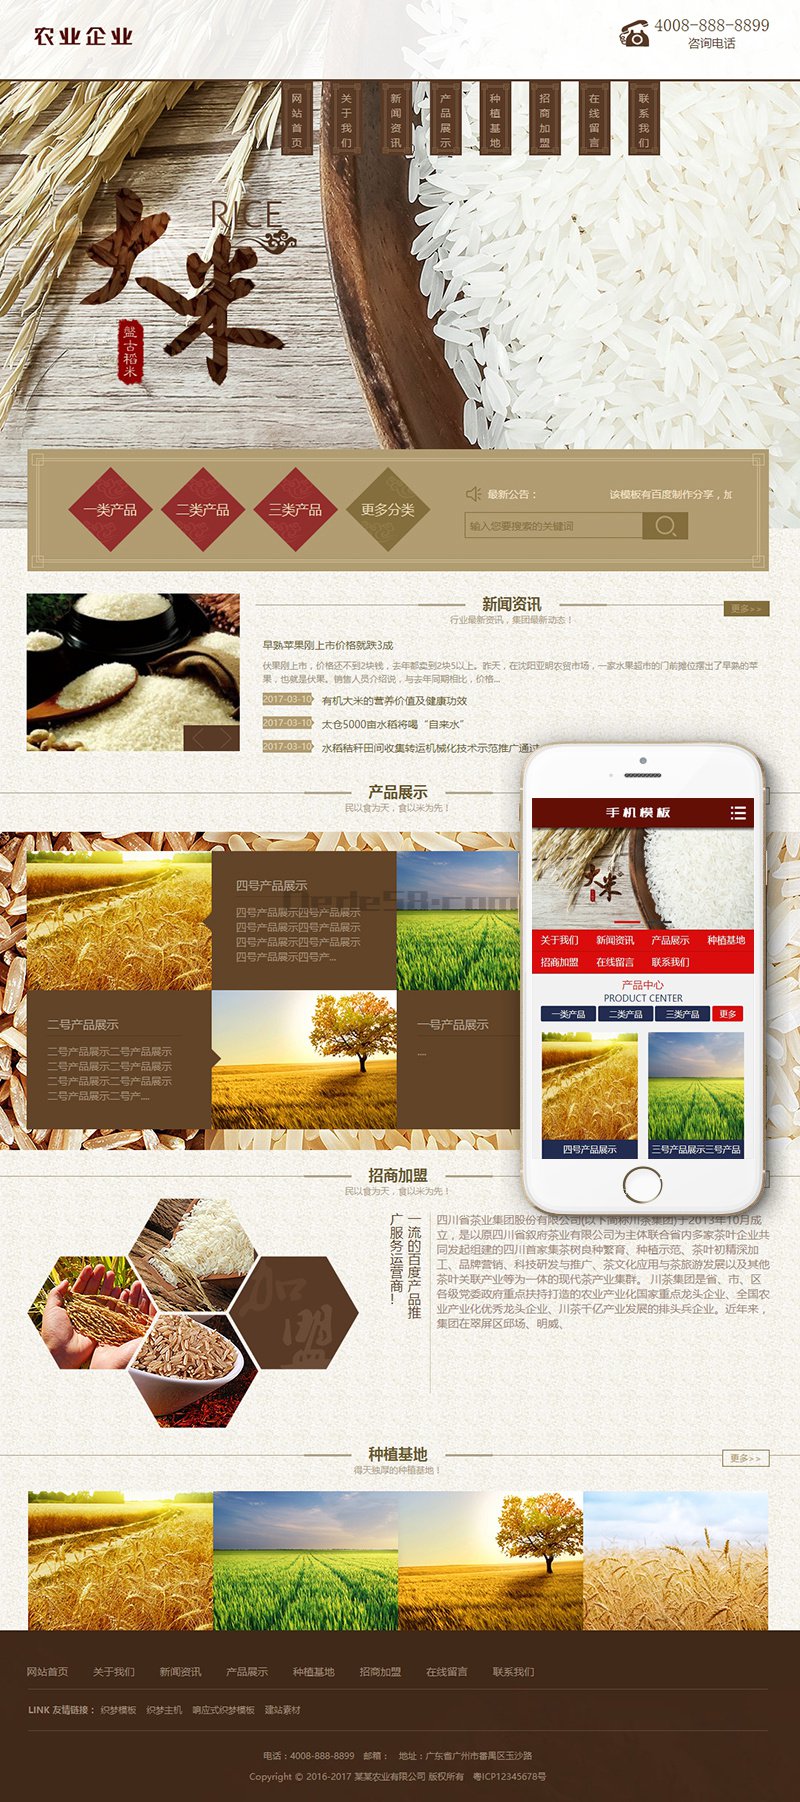 农业企业
4008-888-8899
咨询电话
网站首页
关于我们
新闻资讯
产品展示
种植基地
招商加盟
在线留言
联系我们
RICE
大米
盤古稻米
一类产品
二类产品
三类产品
更多分类
最新公告：
该模板有百度制作分享，加
输入您要搜索的关键词
新闻资讯
更多>>
行业最新资讯，集团最新动态！
早熟苹果刚上市价格就跌3成
伏果刚上市，价格还不到2块钱，去年都卖到2块5以上。昨天，在沈阳亚明农贸市场，一家水果超市的门前摊位摆出了早熟的苹
果，也就是伏果。销售人员介绍说，与去年同期相比，价格...
2017-03-10 有机大米的营养价值及健康功效
2017-03-10 太仓5000亩水稻将喝“自来水”
2017-03-10 水稻秸秆田间收集转运机械化技术示范推广通过
产品展示
民以食为天，食以米为先！
四号产品展示
四号产品展示四号产品展示
四号产品展示四号产品展示
四号产品展示四号产品展示
四号产品展示四号产...
Dede58.com
二号产品展示
二号产品展示二号产品展示
二号产品展示二号产品展示
二号产品展示二号产品展示
二号产品展示二号产....
一号产品展示
....
手机模板
大米
关于我们
新闻资讯
产品展示
种植基地
招商加盟
在线留言
联系我们
产品中心
PRODUCT CENTER
一类产品
二类产品
三类产品
更多
四号产品展示
三号产品展示三号产品
招商加盟
民以食为天，食以米为先！
加盟
一流的百度产品推
广服务运营商！
四川省茶业集团股份有限公司(以下简称川茶集团)于2013年10月成
立，是以原四川省叙府茶业有限公司为主体联合省内多家茶叶企业共
同发起组建的四川首家集茶树良种繁育、种植示范、茶叶初精深加
工、品牌营销、科技研发与推广、茶文化应用与茶旅游发展以及其他
茶叶关联产业等为一体的现代茶产业集群。 川茶集团是省、市、区
各级党委政府重点扶持打造的农业产业化国家重点龙头企业、全国农
业产业化优秀龙头企业、川茶千亿产业发展的排头兵企业。近年来，
集团在翠屏区邱场、明威、
种植基地
更多>>
得天独厚的种植基地！
网站首页
关于我们
新闻资讯
产品展示
种植基地
招商加盟
在线留言
联系我们
LINK 友情链接： 织梦模板 织梦主机 响应式织梦模板 建站素材
电话：4008-888-8899 邮箱： 地址：广东省广州市番禺区玉沙路
Copyright © 2016-2017 某某农业有限公司 版权所有 粤ICP12345678号